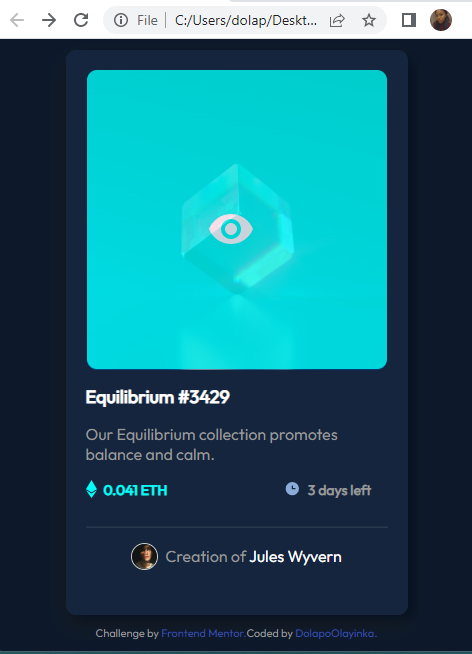 File
C:/Users/dolap/Deskt...
Equilibrium #3429
Our Equilibrium collection promotes
balance and calm.
0.041 ETH
3 days left
Creation of Jules Wyvern
Challenge by Frontend Mentor.Coded by DolapoOlayinka.